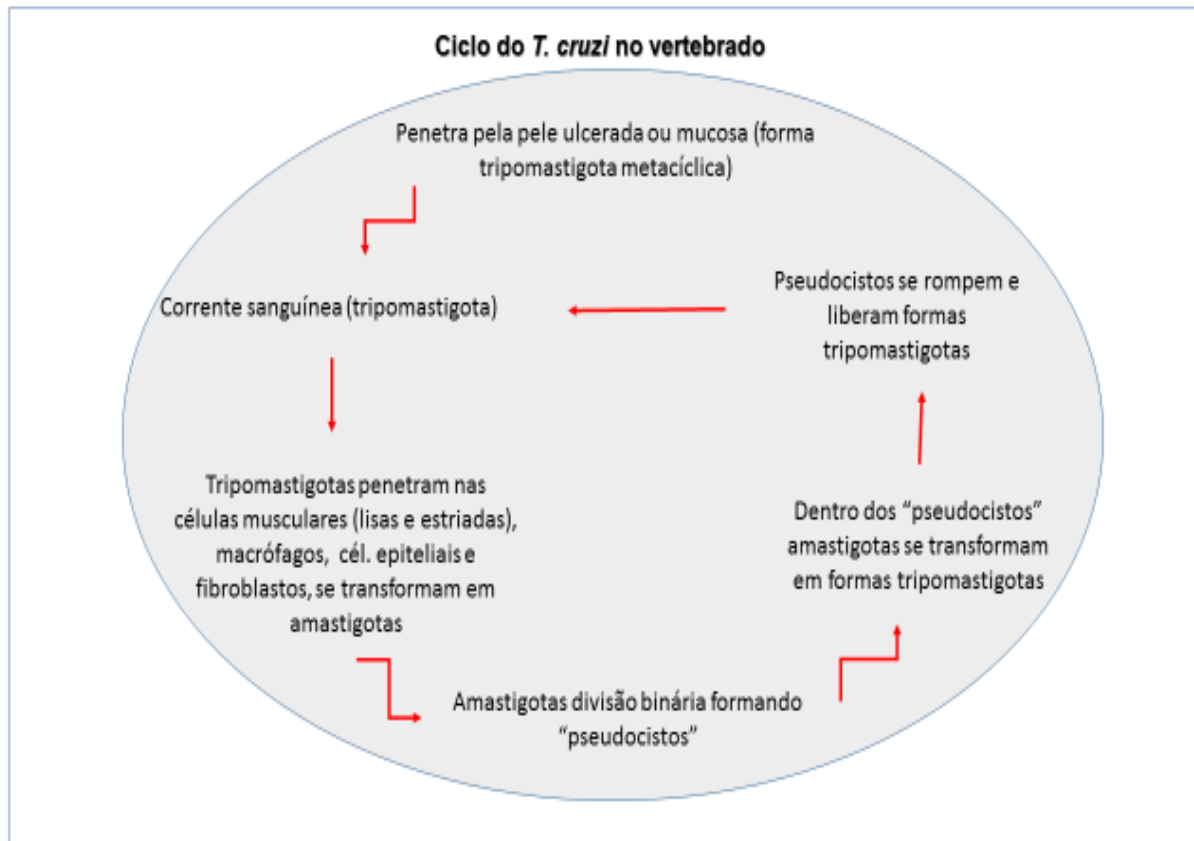 Ciclo do T. cruzi no vertebrado
Penetra pela pele ulcerada ou mucosa (forma
tripomastigota metacíclica)
Corrente sanguínea (tripomastigota)
Tripomastigotas penetram nas
células musculares (lisas e estriadas),
macrófagos, cél. epiteliais e
fibroblastos, se transformam em
amastigotas
Amastigotas divisão binária formando
“pseudocistos”
Dentro dos “pseudocistos”
amastigotas se transformam
em formas tripomastigotas
Pseudocistos se rompem e
liberam formas
tripomastigotas